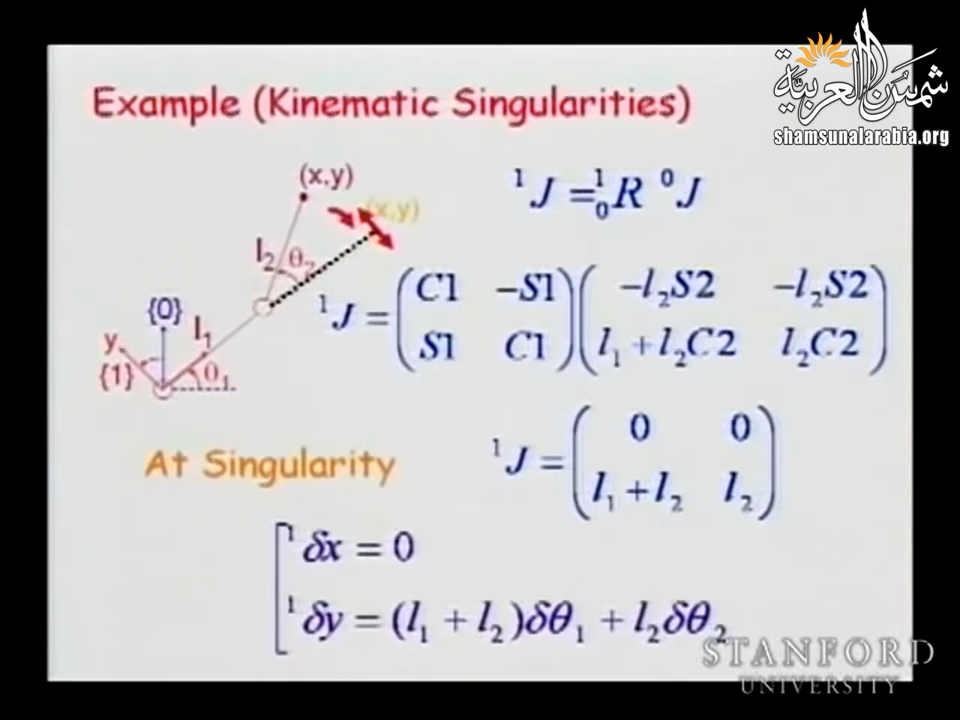 شمس العربية
shamsunalarabia.org
Example (Kinematic Singularities)
(x,y)
(x,y)
l₂ θ₂
{0}
l₁
y
{1}
θ₁
¹J = ¹₀R ⁰J
¹J = (C1 −S1; S1 C1) (−l₂S2 −l₂S2; l₁ + l₂C2 l₂C2)
At Singularity
¹J = (0 0; l₁ + l₂ l₂)
¹δx = 0
¹δy = (l₁ + l₂)δθ₁ + l₂δθ₂
STANFORD
UNIVERSITY